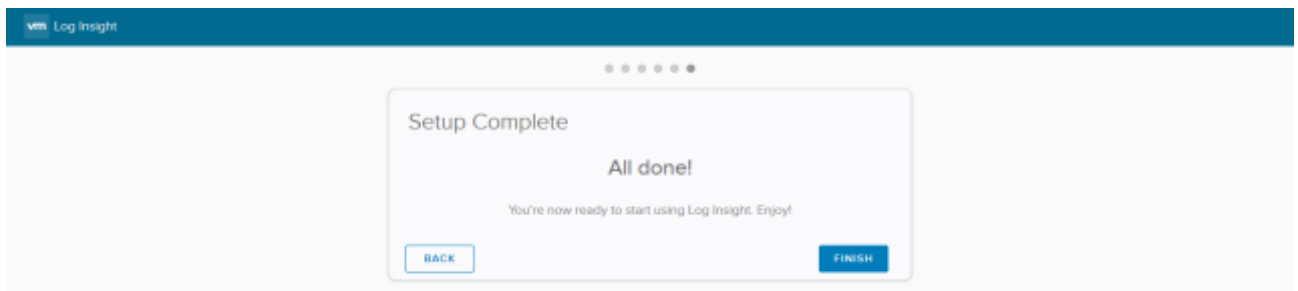 vm Log Insight
Setup Complete
All done!
You're now ready to start using Log Insight. Enjoy!
BACK
FINISH